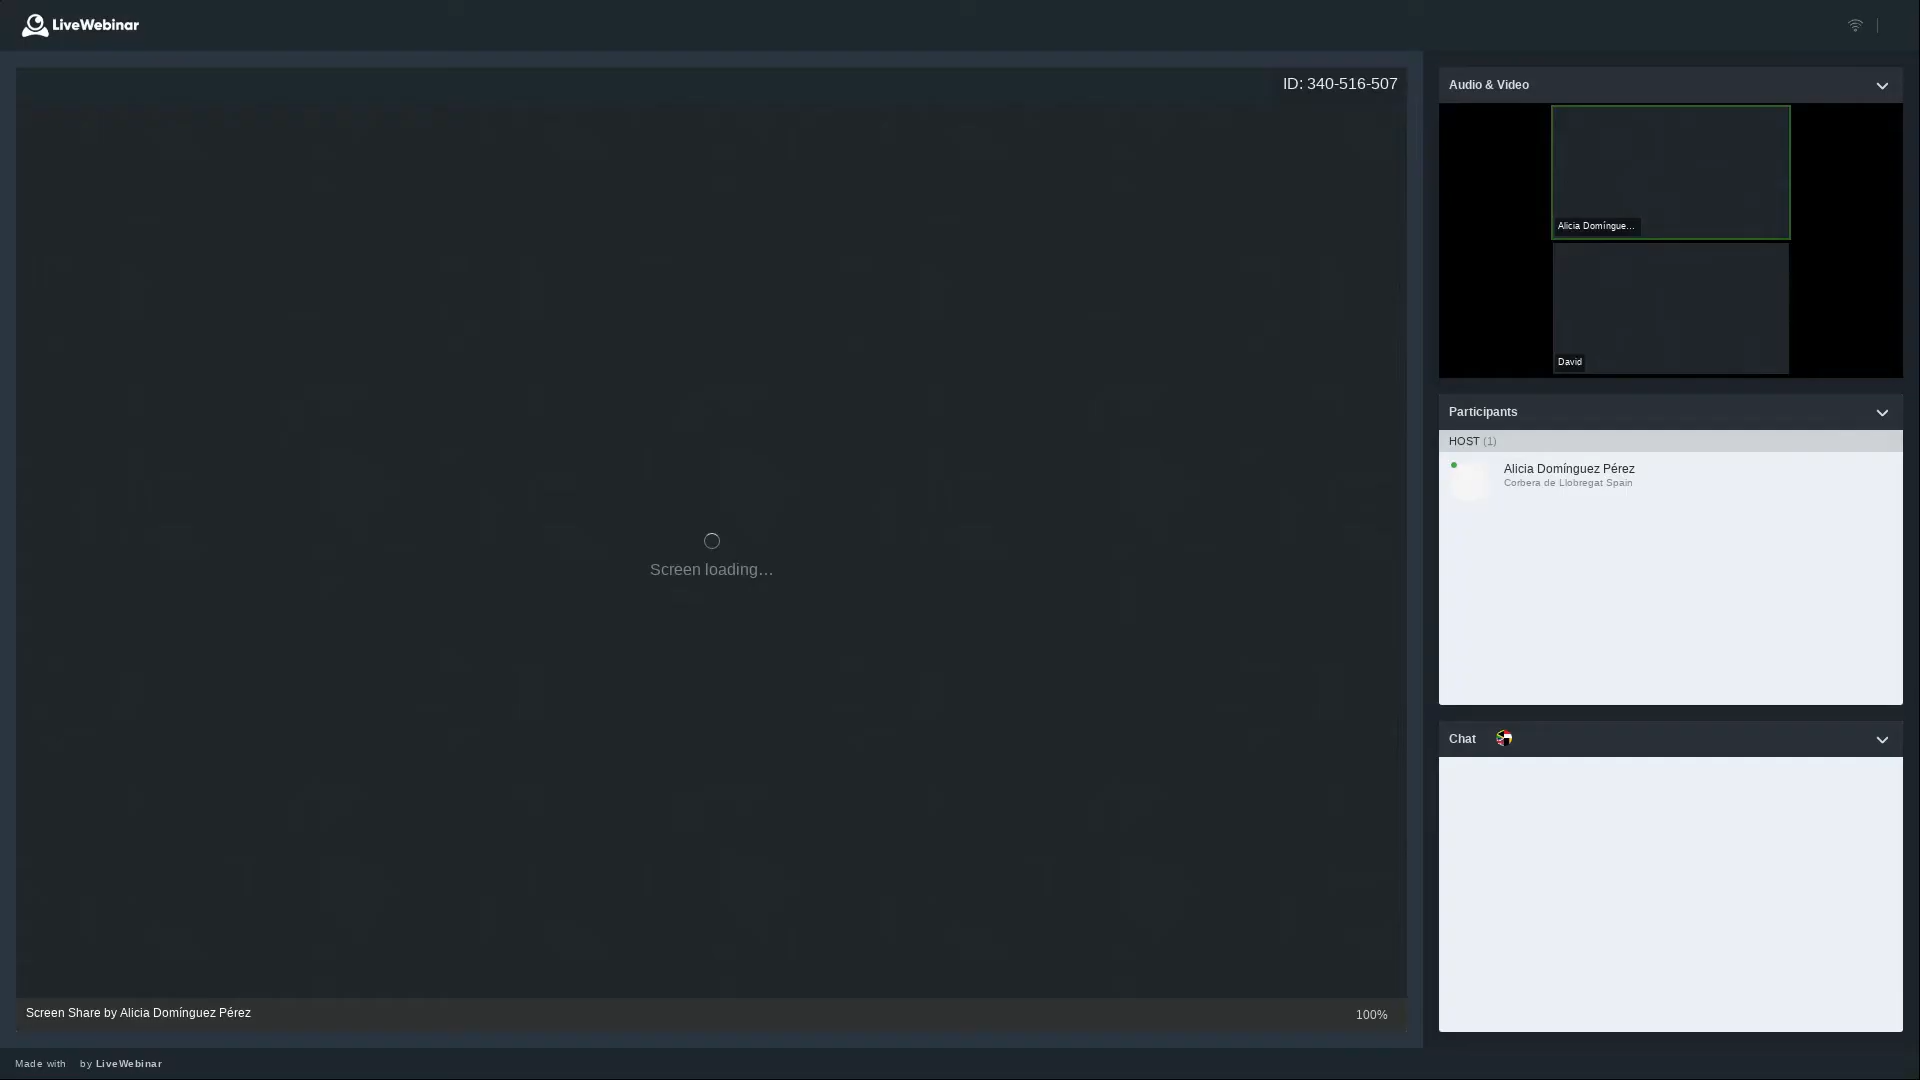 LiveWebinar
ID: 340-516-507
Screen loading...
Screen Share by Alicia Domínguez Pérez
100%
Audio & Video
Alicia Domíngue...
David
Participants
HOST (1)
Alicia Domínguez Pérez
Corbera de Llobregat Spain
Chat
Made with by LiveWebinar